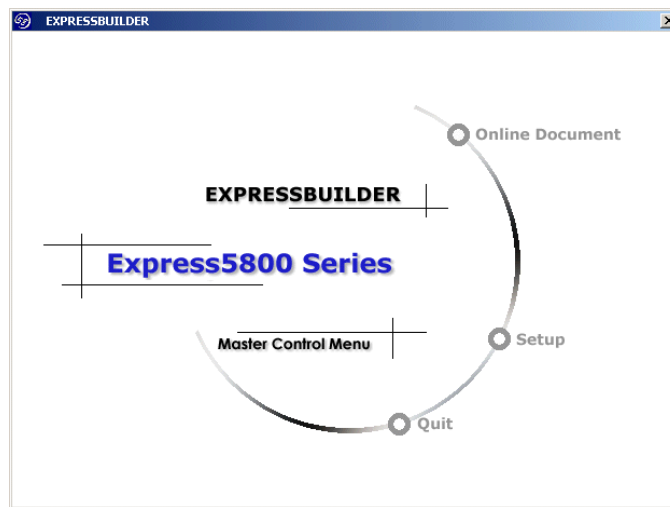 EXPRESSBUILDER
Online Document
EXPRESSBUILDER
Express5800 Series
Setup
Master Control Menu
Quit